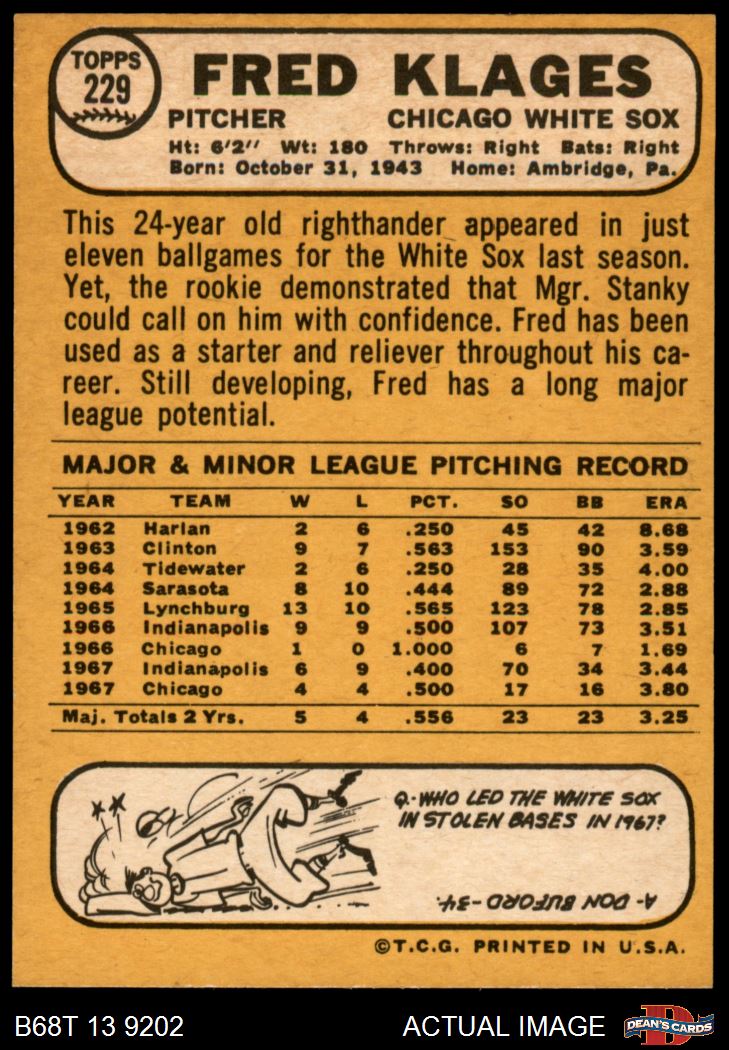 TOPPS
229
FRED KLAGES
PITCHER CHICAGO WHITE SOX
Ht: 6'2" Wt: 180 Throws: Right Bats: Right
Born: October 31, 1943 Home: Ambridge, Pa.
This 24-year old righthander appeared in just
eleven ballgames for the White Sox last season.
Yet, the rookie demonstrated that Mgr. Stanky
could call on him with confidence. Fred has been
used as a starter and reliever throughout his ca-
reer. Still developing, Fred has a long major
league potential.
MAJOR & MINOR LEAGUE PITCHING RECORD
YEAR TEAM W L PCT. SO BB ERA
1962 Harlan 2 6 .250 45 42 8.68
1963 Clinton 9 7 .563 153 90 3.59
1964 Tidewater 2 6 .250 28 35 4.00
1964 Sarasota 8 10 .444 89 72 2.88
1965 Lynchburg 13 10 .565 123 78 2.85
1966 Indianapolis 9 9 .500 107 73 3.51
1966 Chicago 1 0 1.000 6 7 1.69
1967 Indianapolis 6 9 .400 70 34 3.44
1967 Chicago 4 4 .500 17 16 3.80
Maj. Totals 2 Yrs. 5 4 .556 23 23 3.25
Q.-WHO LED THE WHITE SOX
IN STOLEN BASES IN 1967?
A-DON BUFORD-34.
©T.C.G. PRINTED IN U.S.A.
B68T 13 9202 ACTUAL IMAGE
D
DEAN'S CARDS